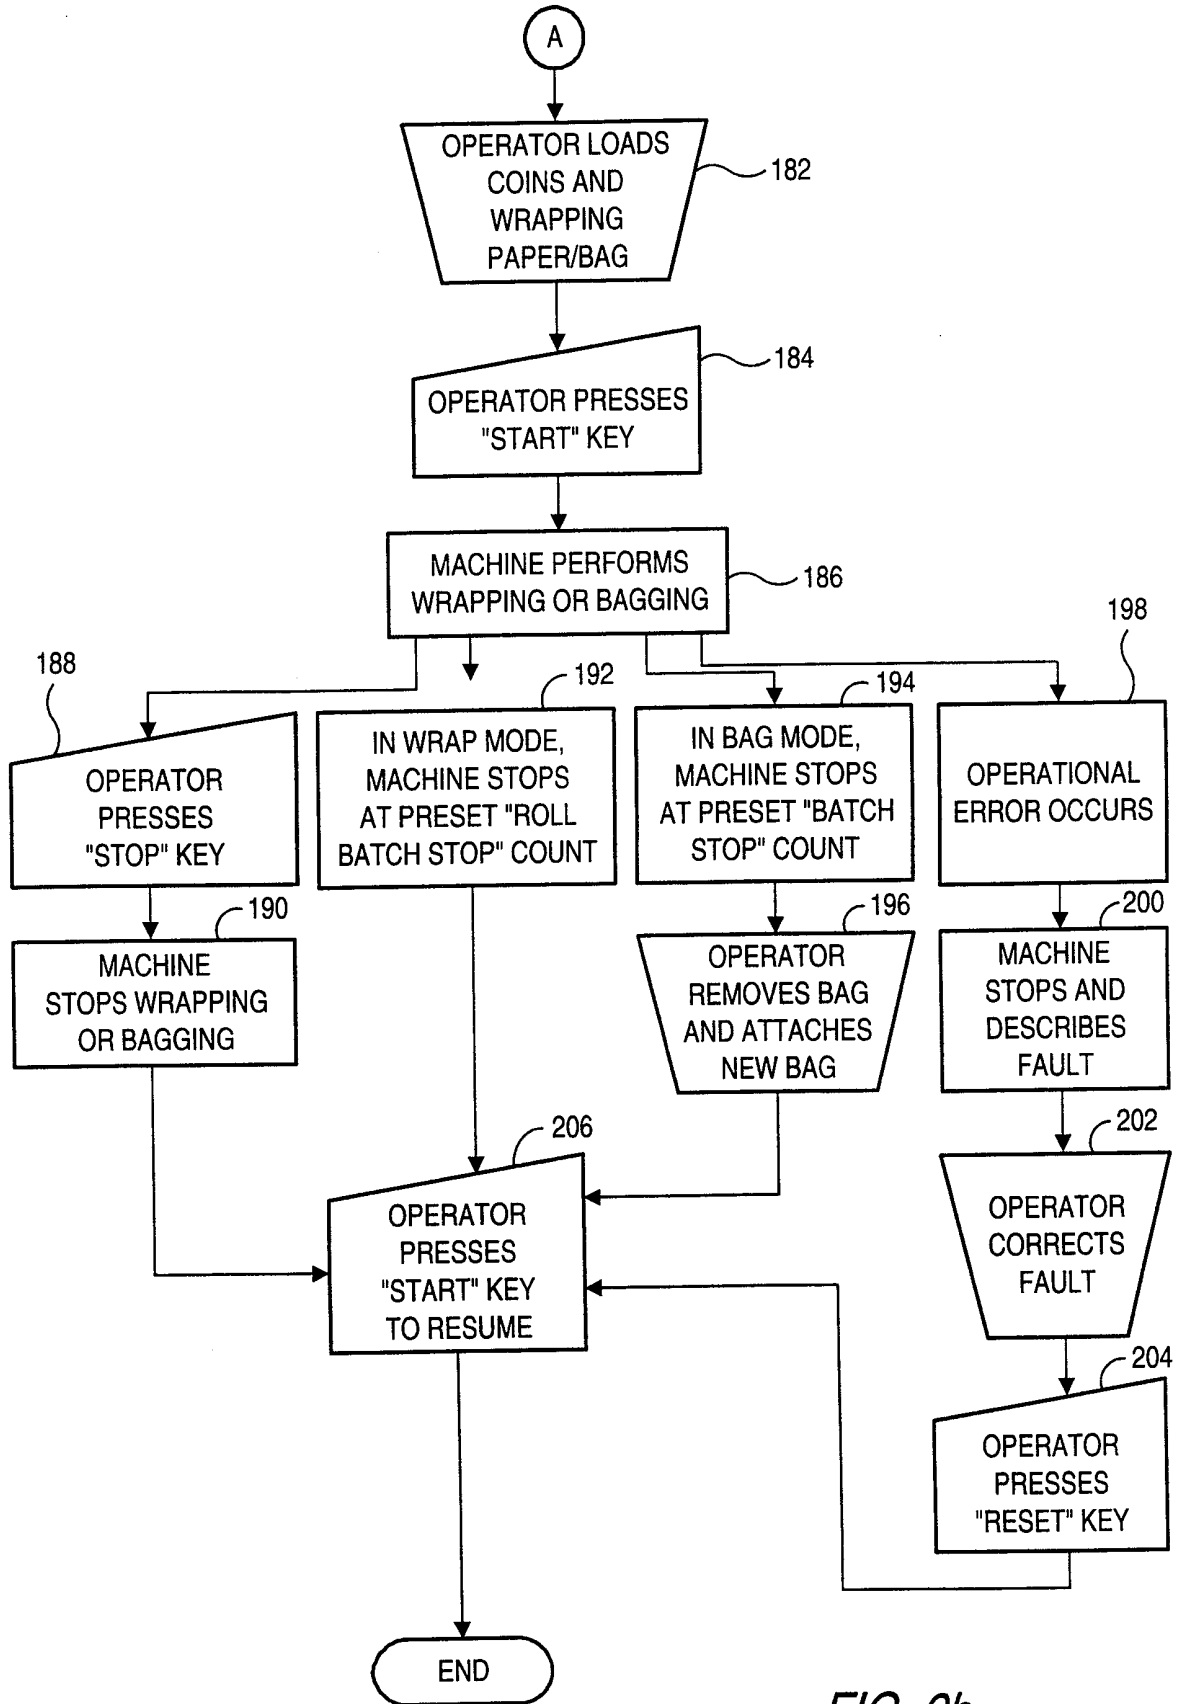 A
OPERATOR LOADS
COINS AND
WRAPPING
PAPER/BAG
182
OPERATOR PRESSES
"START" KEY
184
MACHINE PERFORMS
WRAPPING OR BAGGING
186
188
OPERATOR
PRESSES
"STOP" KEY
190
MACHINE
STOPS WRAPPING
OR BAGGING
192
IN WRAP MODE,
MACHINE STOPS
AT PRESET "ROLL
BATCH STOP" COUNT
194
IN BAG MODE,
MACHINE STOPS
AT PRESET "BATCH
STOP" COUNT
196
OPERATOR
REMOVES BAG
AND ATTACHES
NEW BAG
198
OPERATIONAL
ERROR OCCURS
200
MACHINE
STOPS AND
DESCRIBES
FAULT
202
OPERATOR
CORRECTS
FAULT
204
OPERATOR
PRESSES
"RESET" KEY
206
OPERATOR
PRESSES
"START" KEY
TO RESUME
END